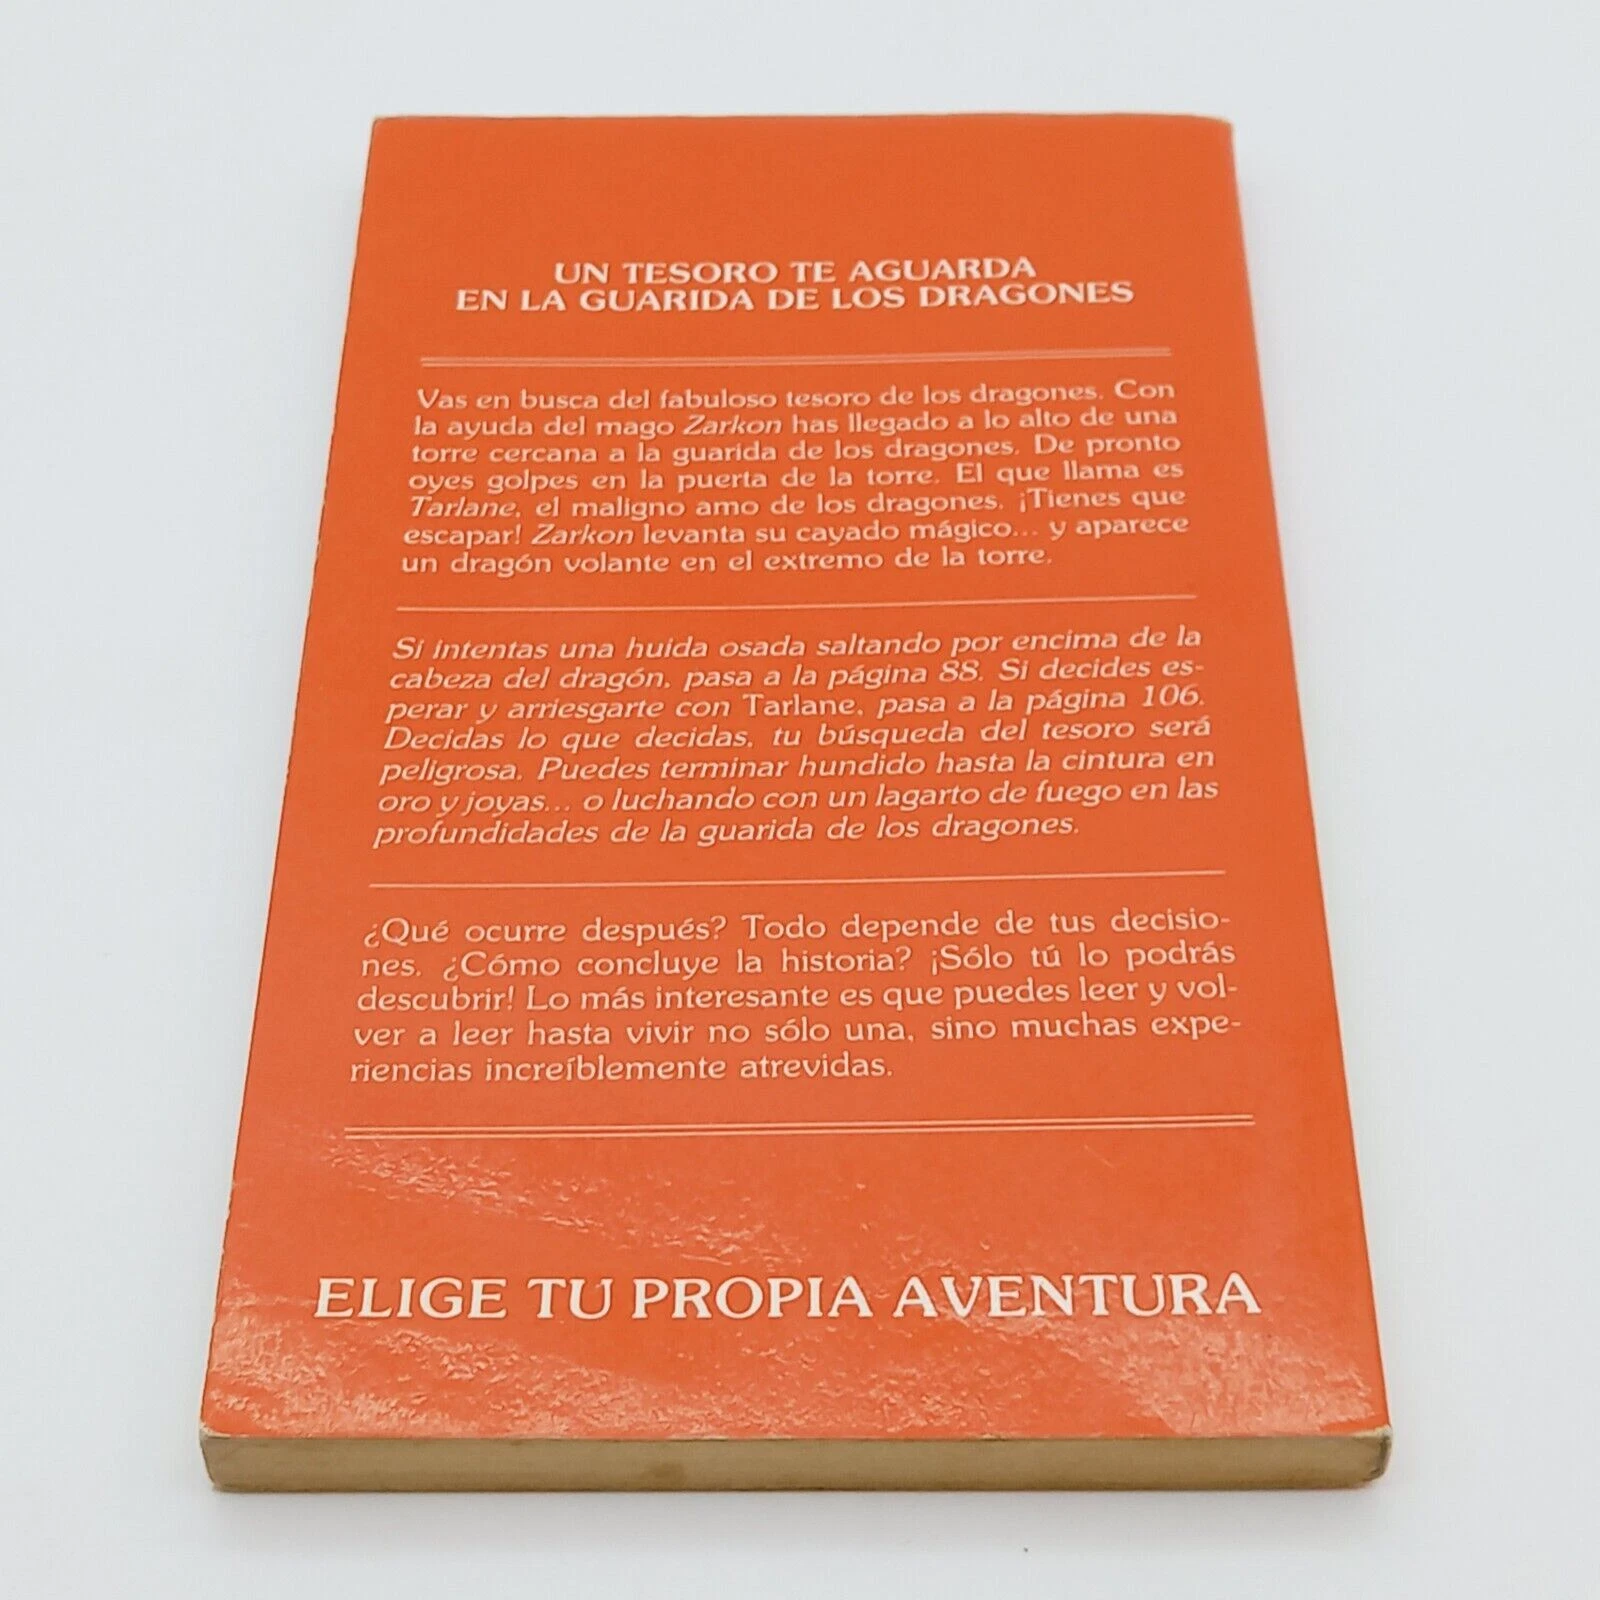 UN TESORO TE AGUARDA
EN LA GUARIDA DE LOS DRAGONES
Vas en busca del fabuloso tesoro de los dragones. Con
la ayuda del mago Zarkon has llegado a lo alto de una
torre cercana a la guarida de los dragones. De pronto
oyes golpes en la puerta de la torre. El que llama es
Tarlane, el maligno amo de los dragones. ¡Tienes que
escapar! Zarkon levanta su cayado mágico... y aparece
un dragón volante en el extremo de la torre.
Si intentas una huida osada saltando por encima de la
cabeza del dragón, pasa a la página 88. Si decides es-
perar y arriesgarte con Tarlane, pasa a la página 106.
Decidas lo que decidas, tu búsqueda del tesoro será
peligrosa. Puedes terminar hundido hasta la cintura en
oro y joyas... o luchando con un lagarto de fuego en las
profundidades de la guarida de los dragones.
¿Qué ocurre después? Todo depende de tus decisio-
nes. ¿Cómo concluye la historia? ¡Sólo tú lo podrás
descubrir! Lo más interesante es que puedes leer y vol-
ver a leer hasta vivir no sólo una, sino muchas expe-
riencias increíblemente atrevidas.
ELIGE TU PROPIA AVENTURA